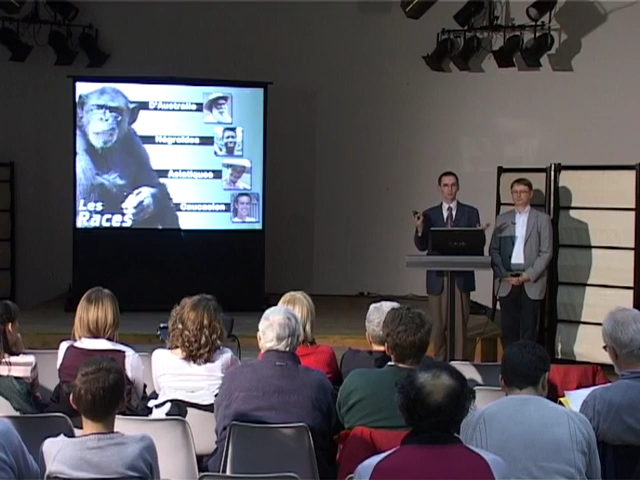 D'Australie
Négroïdes
Asiatiques
Caucasien
Les
Races